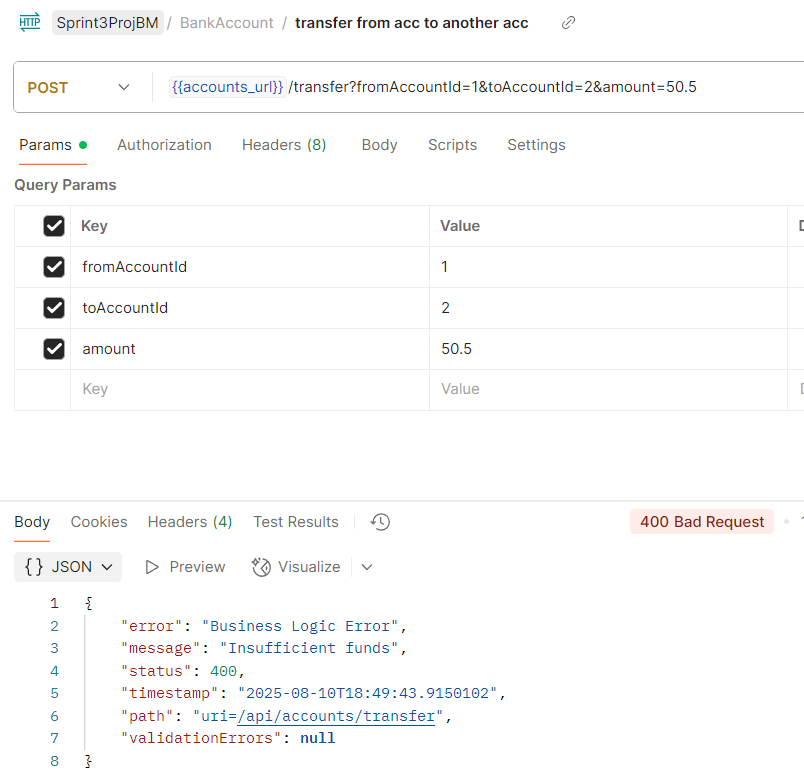 HTTP Sprint3ProjBM / BankAccount / transfer from acc to another acc
POST {{accounts_url}} /transfer?fromAccountId=1&toAccountId=2&amount=50.5
Params Authorization Headers (8) Body Scripts Settings
Query Params
Key Value
fromAccountId 1
toAccountId 2
amount 50.5
Key Value
Body Cookies Headers (4) Test Results 400 Bad Request
{} JSON Preview Visualize
1 {
2 "error": "Business Logic Error",
3 "message": "Insufficient funds",
4 "status": 400,
5 "timestamp": "2025-08-10T18:49:43.9150102",
6 "path": "uri=/api/accounts/transfer",
7 "validationErrors": null
8 }